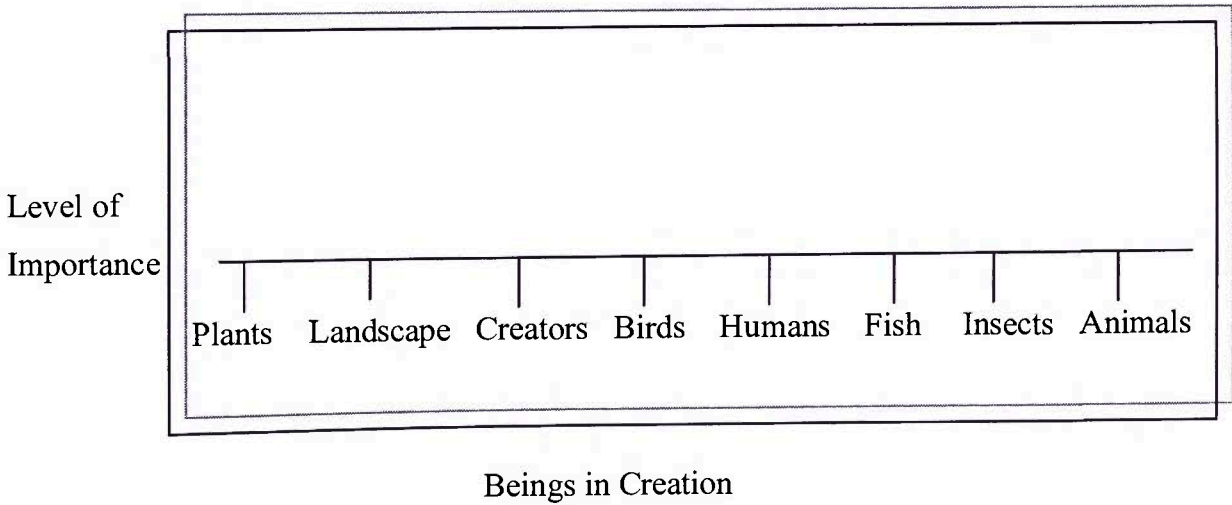 Level of
Importance
Plants Landscape Creators Birds Humans Fish Insects Animals
Beings in Creation